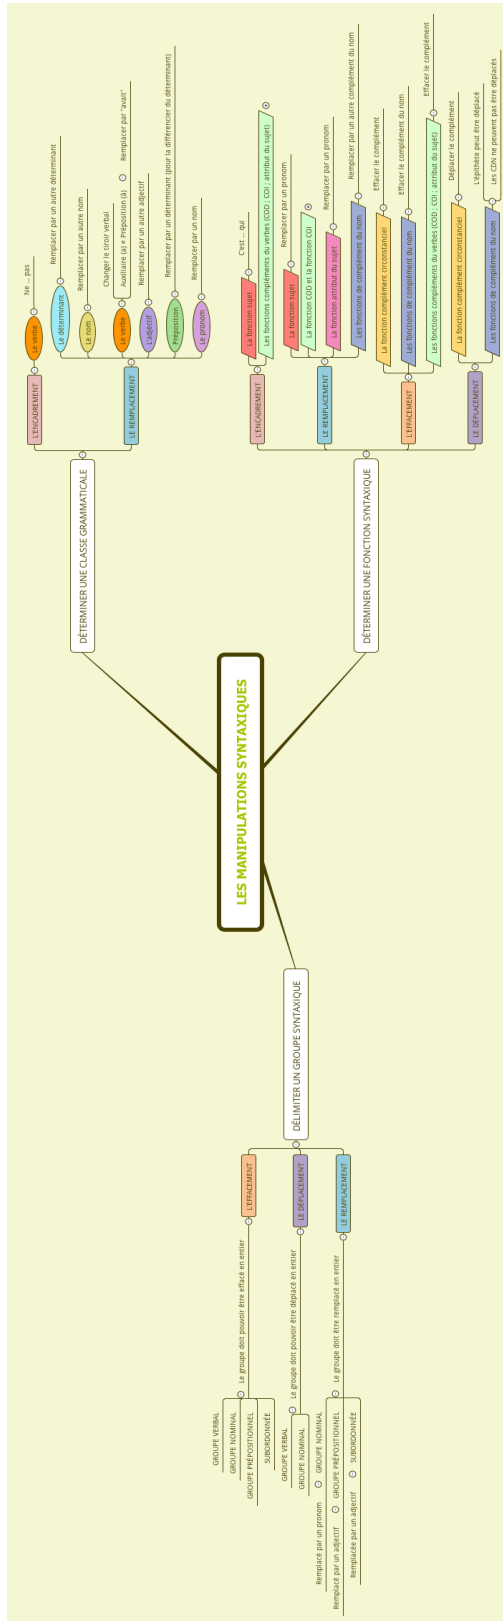 LES MANIPULATIONS SYNTAXIQUES
DÉTERMINER UNE CLASSE GRAMMATICALE
L'ENCADREMENT
Le verbe
Ne ... pas
LE REMPLACEMENT
Le déterminant
Remplacer par un autre déterminant
Le nom
Remplacer par un autre nom
Le verbe
Changer le tiroir verbal
Auxiliaire (a) ≠ Préposition (à)
Remplacer par "avait"
L'adjectif
Remplacer par un autre adjectif
Préposition
Remplacer par un déterminant (pour la différencier du déterminant)
Le pronom
Remplacer par un nom
DÉTERMINER UNE FONCTION SYNTAXIQUE
L'ENCADREMENT
La fonction sujet
C'est ... qui
Les fonctions compléments du verbes (COD ; COI ; attribut du sujet)
LE REMPLACEMENT
La fonction sujet
Remplacer par un pronom
La fonction COD et la fonction COI
La fonction attribut du sujet
Remplacer par un pronom
Les fonctions de complément du nom
Remplacer par un autre complément du nom
L'EFFACEMENT
La fonction complément circonstanciel
Effacer le complément
Les fonctions de complément du nom
Effacer le complément du nom
Les fonctions compléments du verbes (COD ; COI ; attribut du sujet)
Effacer le complément
LE DÉPLACEMENT
La fonction complément circonstanciel
Déplacer le complément
Les fonctions de complément du nom
L'épithète peut être déplacé
Les CDN ne peuvent pas être déplacés
DÉLIMITER UN GROUPE SYNTAXIQUE
L'EFFACEMENT
Le groupe doit pouvoir être effacé en entier
GROUPE VERBAL
GROUPE NOMINAL
GROUPE PRÉPOSITIONNEL
SUBORDONNÉE
LE DÉPLACEMENT
Le groupe doit pouvoir être déplacé en entier
GROUPE VERBAL
GROUPE NOMINAL
LE REMPLACEMENT
Le groupe doit être remplacé en entier
GROUPE NOMINAL
Remplacé par un pronom
GROUPE PRÉPOSITIONNEL
Remplacé par un adjectif
SUBORDONNÉE
Remplacée par un adjectif